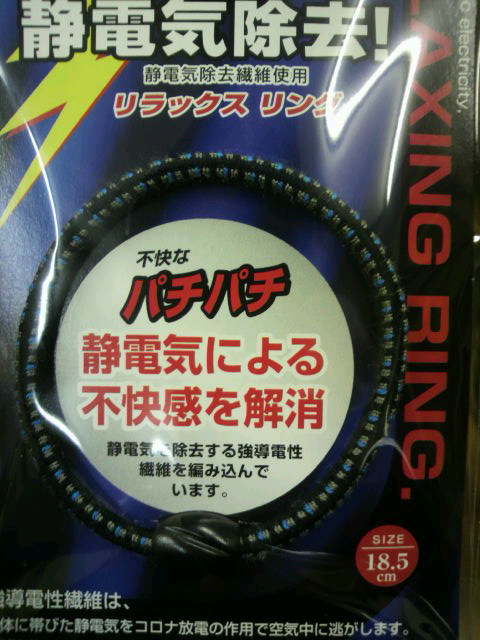 静電気除去!
静電気除去繊維使用
リラックス リング
c electricity.
AXING RING.
不快な
パチパチ
静電気による
不快感を解消
静電気を除去する強導電性
繊維を編み込んで
います。
SIZE
18.5
cm
強導電性繊維は、
体に帯びた静電気をコロナ放電の作用で空気中に逃がします。